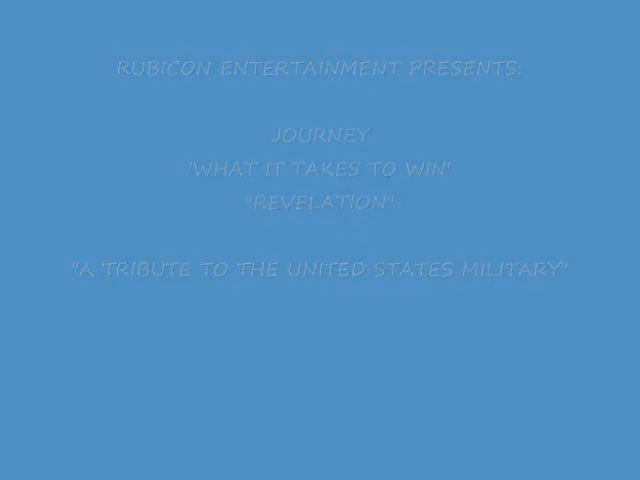 RUBICON ENTERTAINMENT PRESENTS:
JOURNEY
'WHAT IT TAKES TO WIN'
"REVELATION"
"A TRIBUTE TO THE UNITED STATES MILITARY"